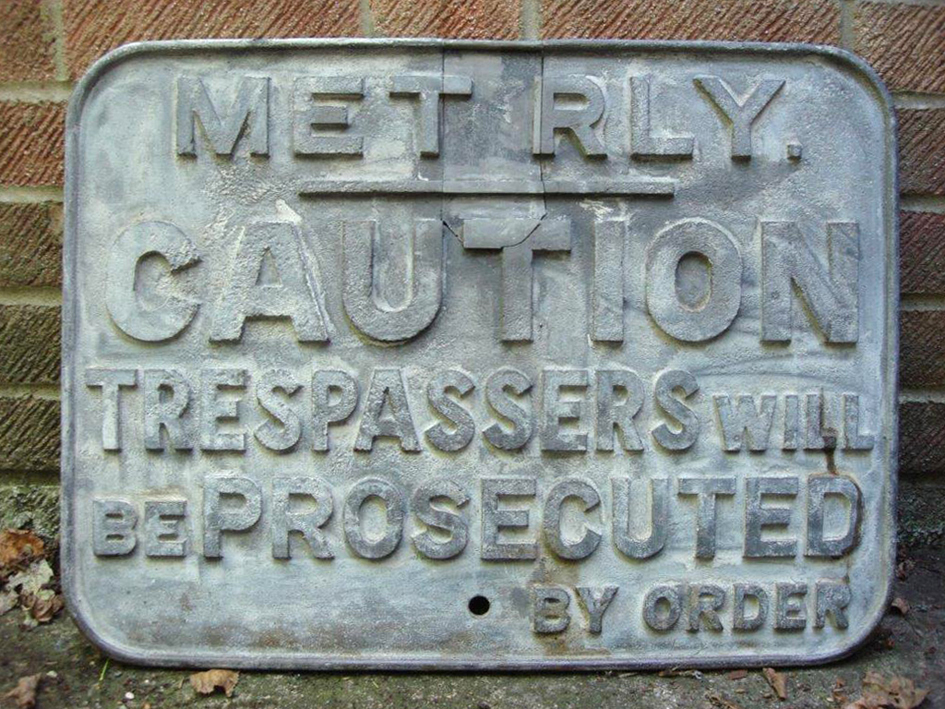 MET RLY.
CAUTION
TRESPASSERS WILL
BE PROSECUTED
BY ORDER